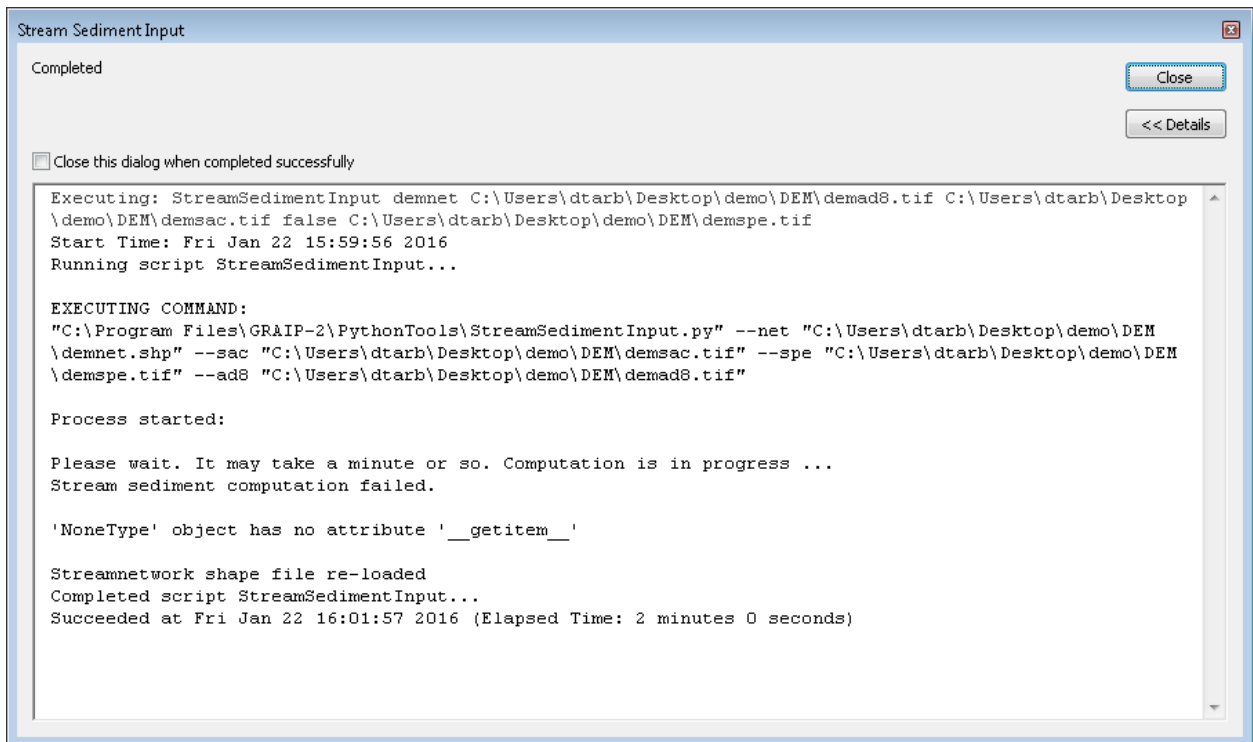 Stream Sediment Input
Completed
Close
<< Details
Close this dialog when completed successfully
Executing: StreamSedimentInput demnet C:\Users\dtarb\Desktop\demo\DEM\demad8.tif C:\Users\dtarb\Desktop
\demo\DEM\demsac.tif false C:\Users\dtarb\Desktop\demo\DEM\demspe.tif
Start Time: Fri Jan 22 15:59:56 2016
Running script StreamSedimentInput...
EXECUTING COMMAND:
"C:\Program Files\GRAIP-2\PythonTools\StreamSedimentInput.py" --net "C:\Users\dtarb\Desktop\demo\DEM
\demnet.shp" --sac "C:\Users\dtarb\Desktop\demo\DEM\demsac.tif" --spe "C:\Users\dtarb\Desktop\demo\DEM
\demspe.tif" --ad8 "C:\Users\dtarb\Desktop\demo\DEM\demad8.tif"
Process started:
Please wait. It may take a minute or so. Computation is in progress ...
Stream sediment computation failed.
'NoneType' object has no attribute '__getitem__'
Streamnetwork shape file re-loaded
Completed script StreamSedimentInput...
Succeeded at Fri Jan 22 16:01:57 2016 (Elapsed Time: 2 minutes 0 seconds)